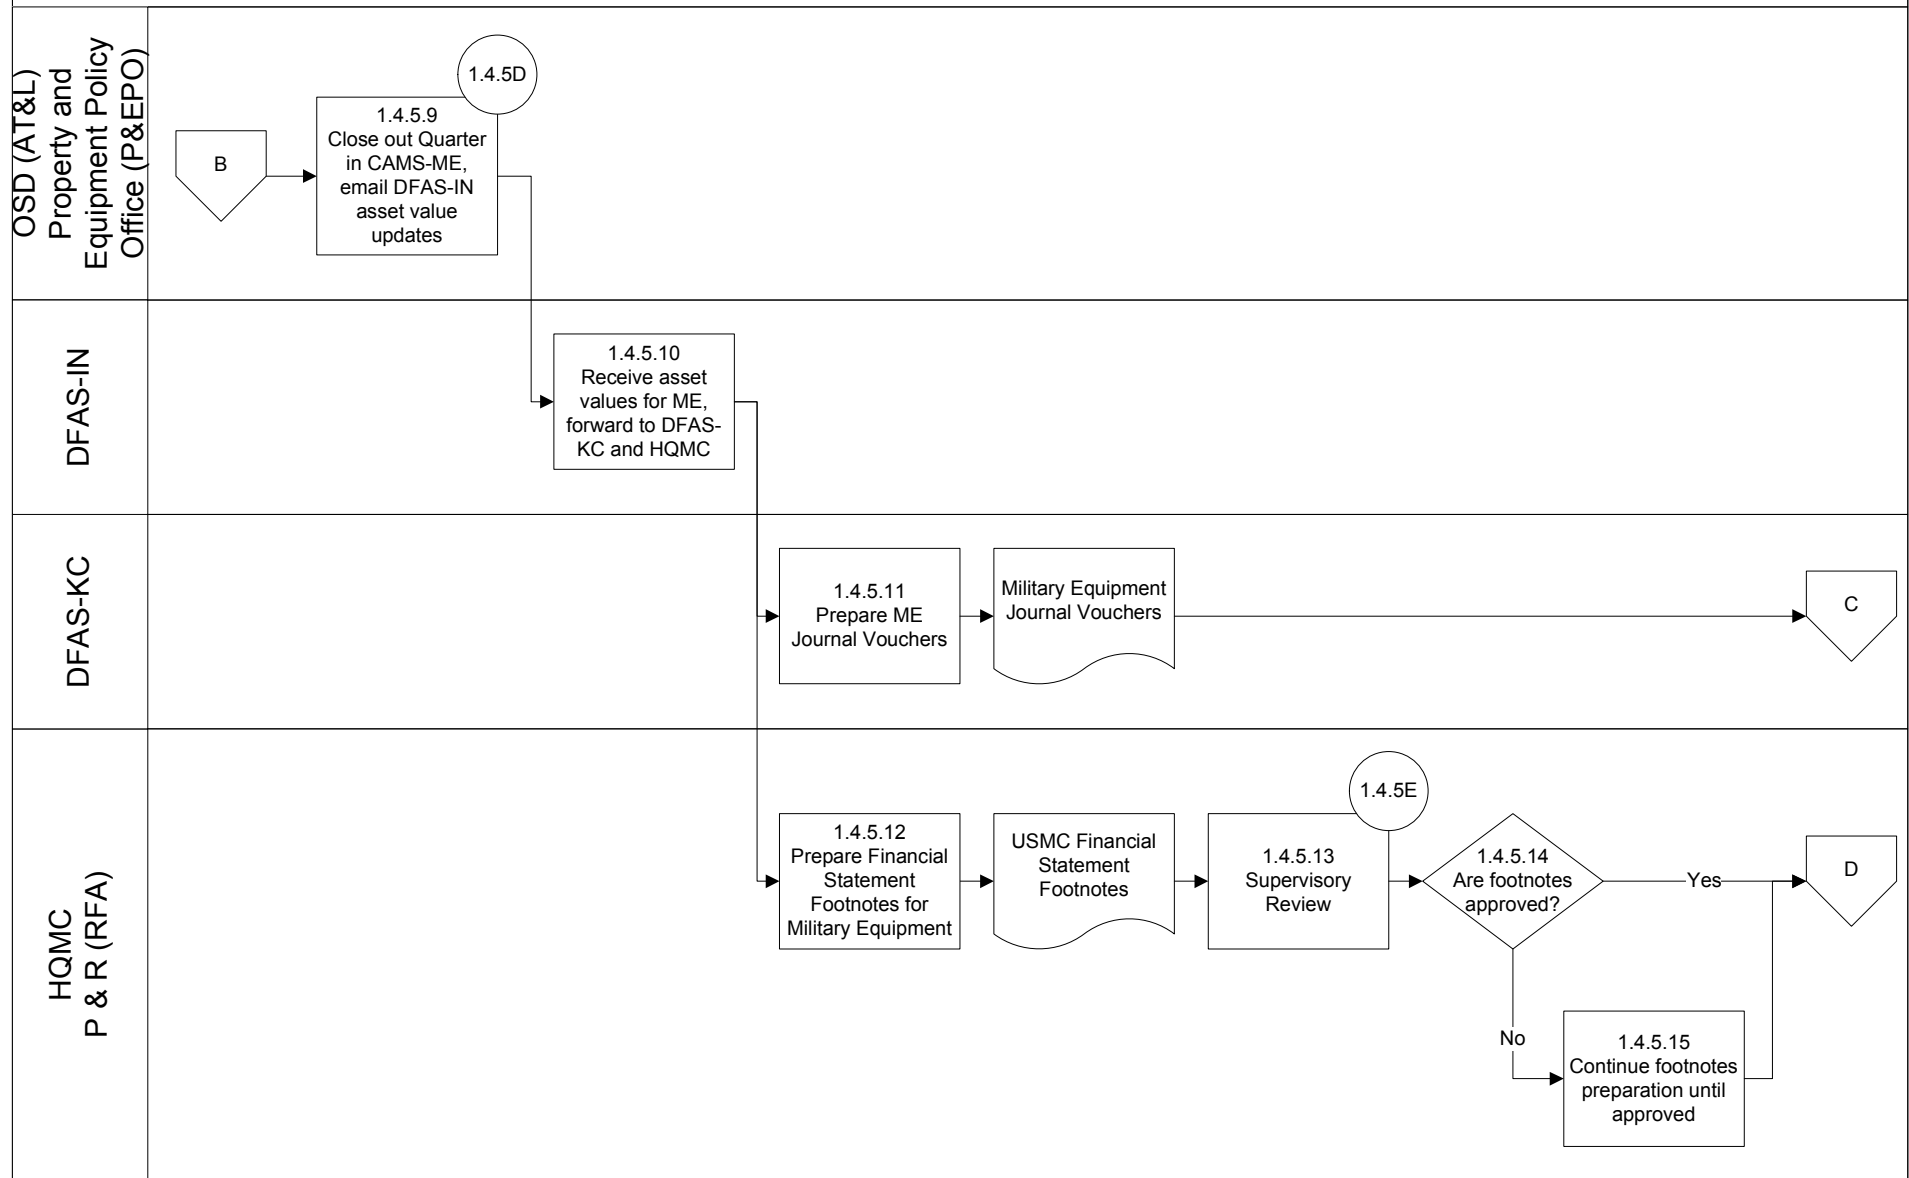 OSD (AT&L)
Property and
Equipment Policy
Office (P&EPO)
B
1.4.5D
1.4.5.9
Close out Quarter
in CAMS-ME,
email DFAS-IN
asset value
updates
DFAS-IN
1.4.5.10
Receive asset
values for ME,
forward to DFAS-
KC and HQMC
DFAS-KC
1.4.5.11
Prepare ME
Journal Vouchers
Military Equipment
Journal Vouchers
C
HQMC
P & R (RFA)
1.4.5.12
Prepare Financial
Statement
Footnotes for
Military Equipment
USMC Financial
Statement
Footnotes
1.4.5E
1.4.5.13
Supervisory
Review
1.4.5.14
Are footnotes
approved?
Yes
D
No
1.4.5.15
Continue footnotes
preparation until
approved